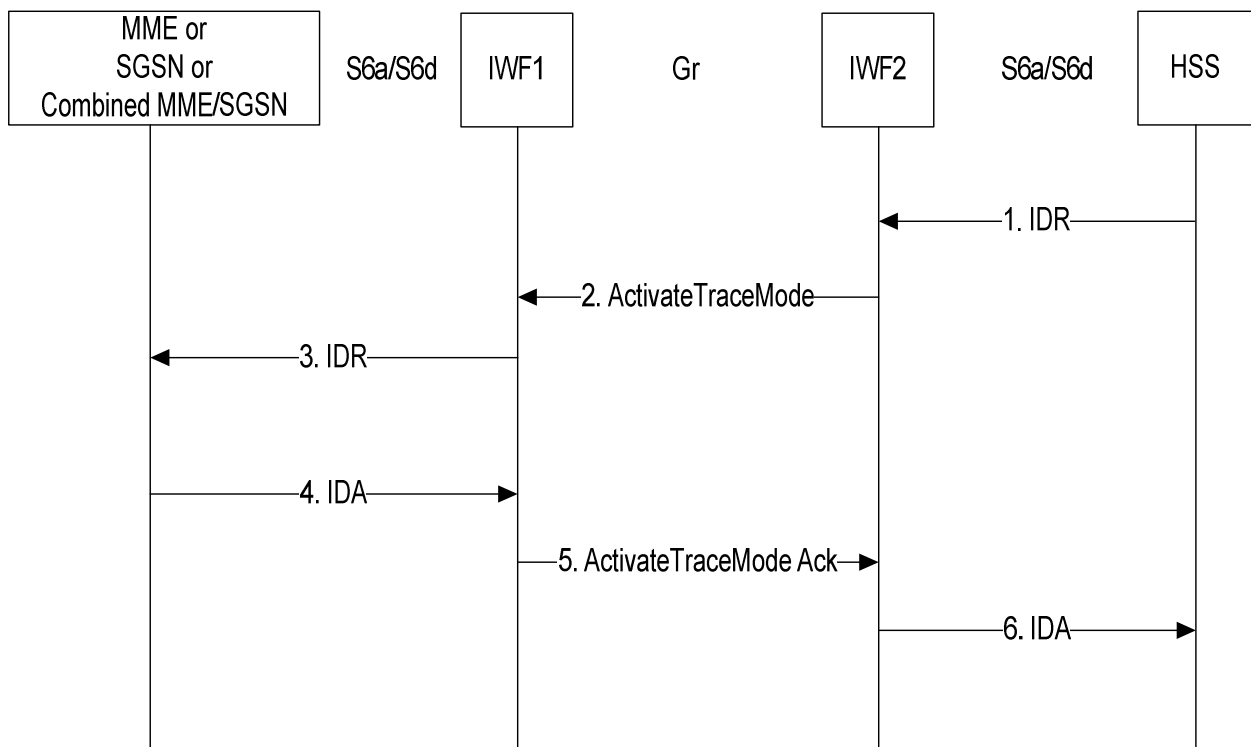 MME or
SGSN or
Combined MME/SGSN
S6a/S6d
IWF1
Gr
IWF2
S6a/S6d
HSS
1. IDR
2. ActivateTraceMode
3. IDR
4. IDA
5. ActivateTraceMode Ack
6. IDA